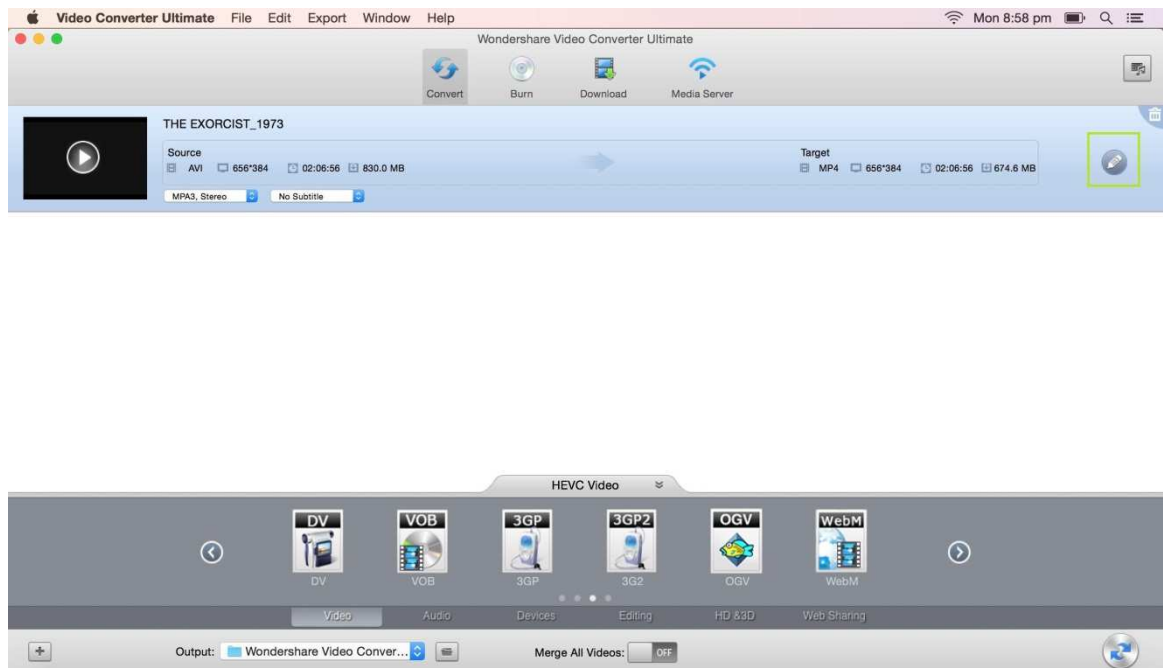 Video Converter Ultimate File Edit Export Window Help Mon 8:58 pm
Wondershare Video Converter Ultimate
Convert Burn Download Media Server
THE EXORCIST_1973
Source Target
AVI 656*384 02:06:56 830.0 MB MP4 656*384 02:06:56 674.6 MB
MPA3, Stereo No Subtitle
HEVC Video
DV VOB 3GP 3GP2 OGV WebM
DV VOB 3GP 3G2 OGV WebM
Video Audio Devices Editing HD &3D Web Sharing
Output: Wondershare Video Conver... Merge All Videos: OFF